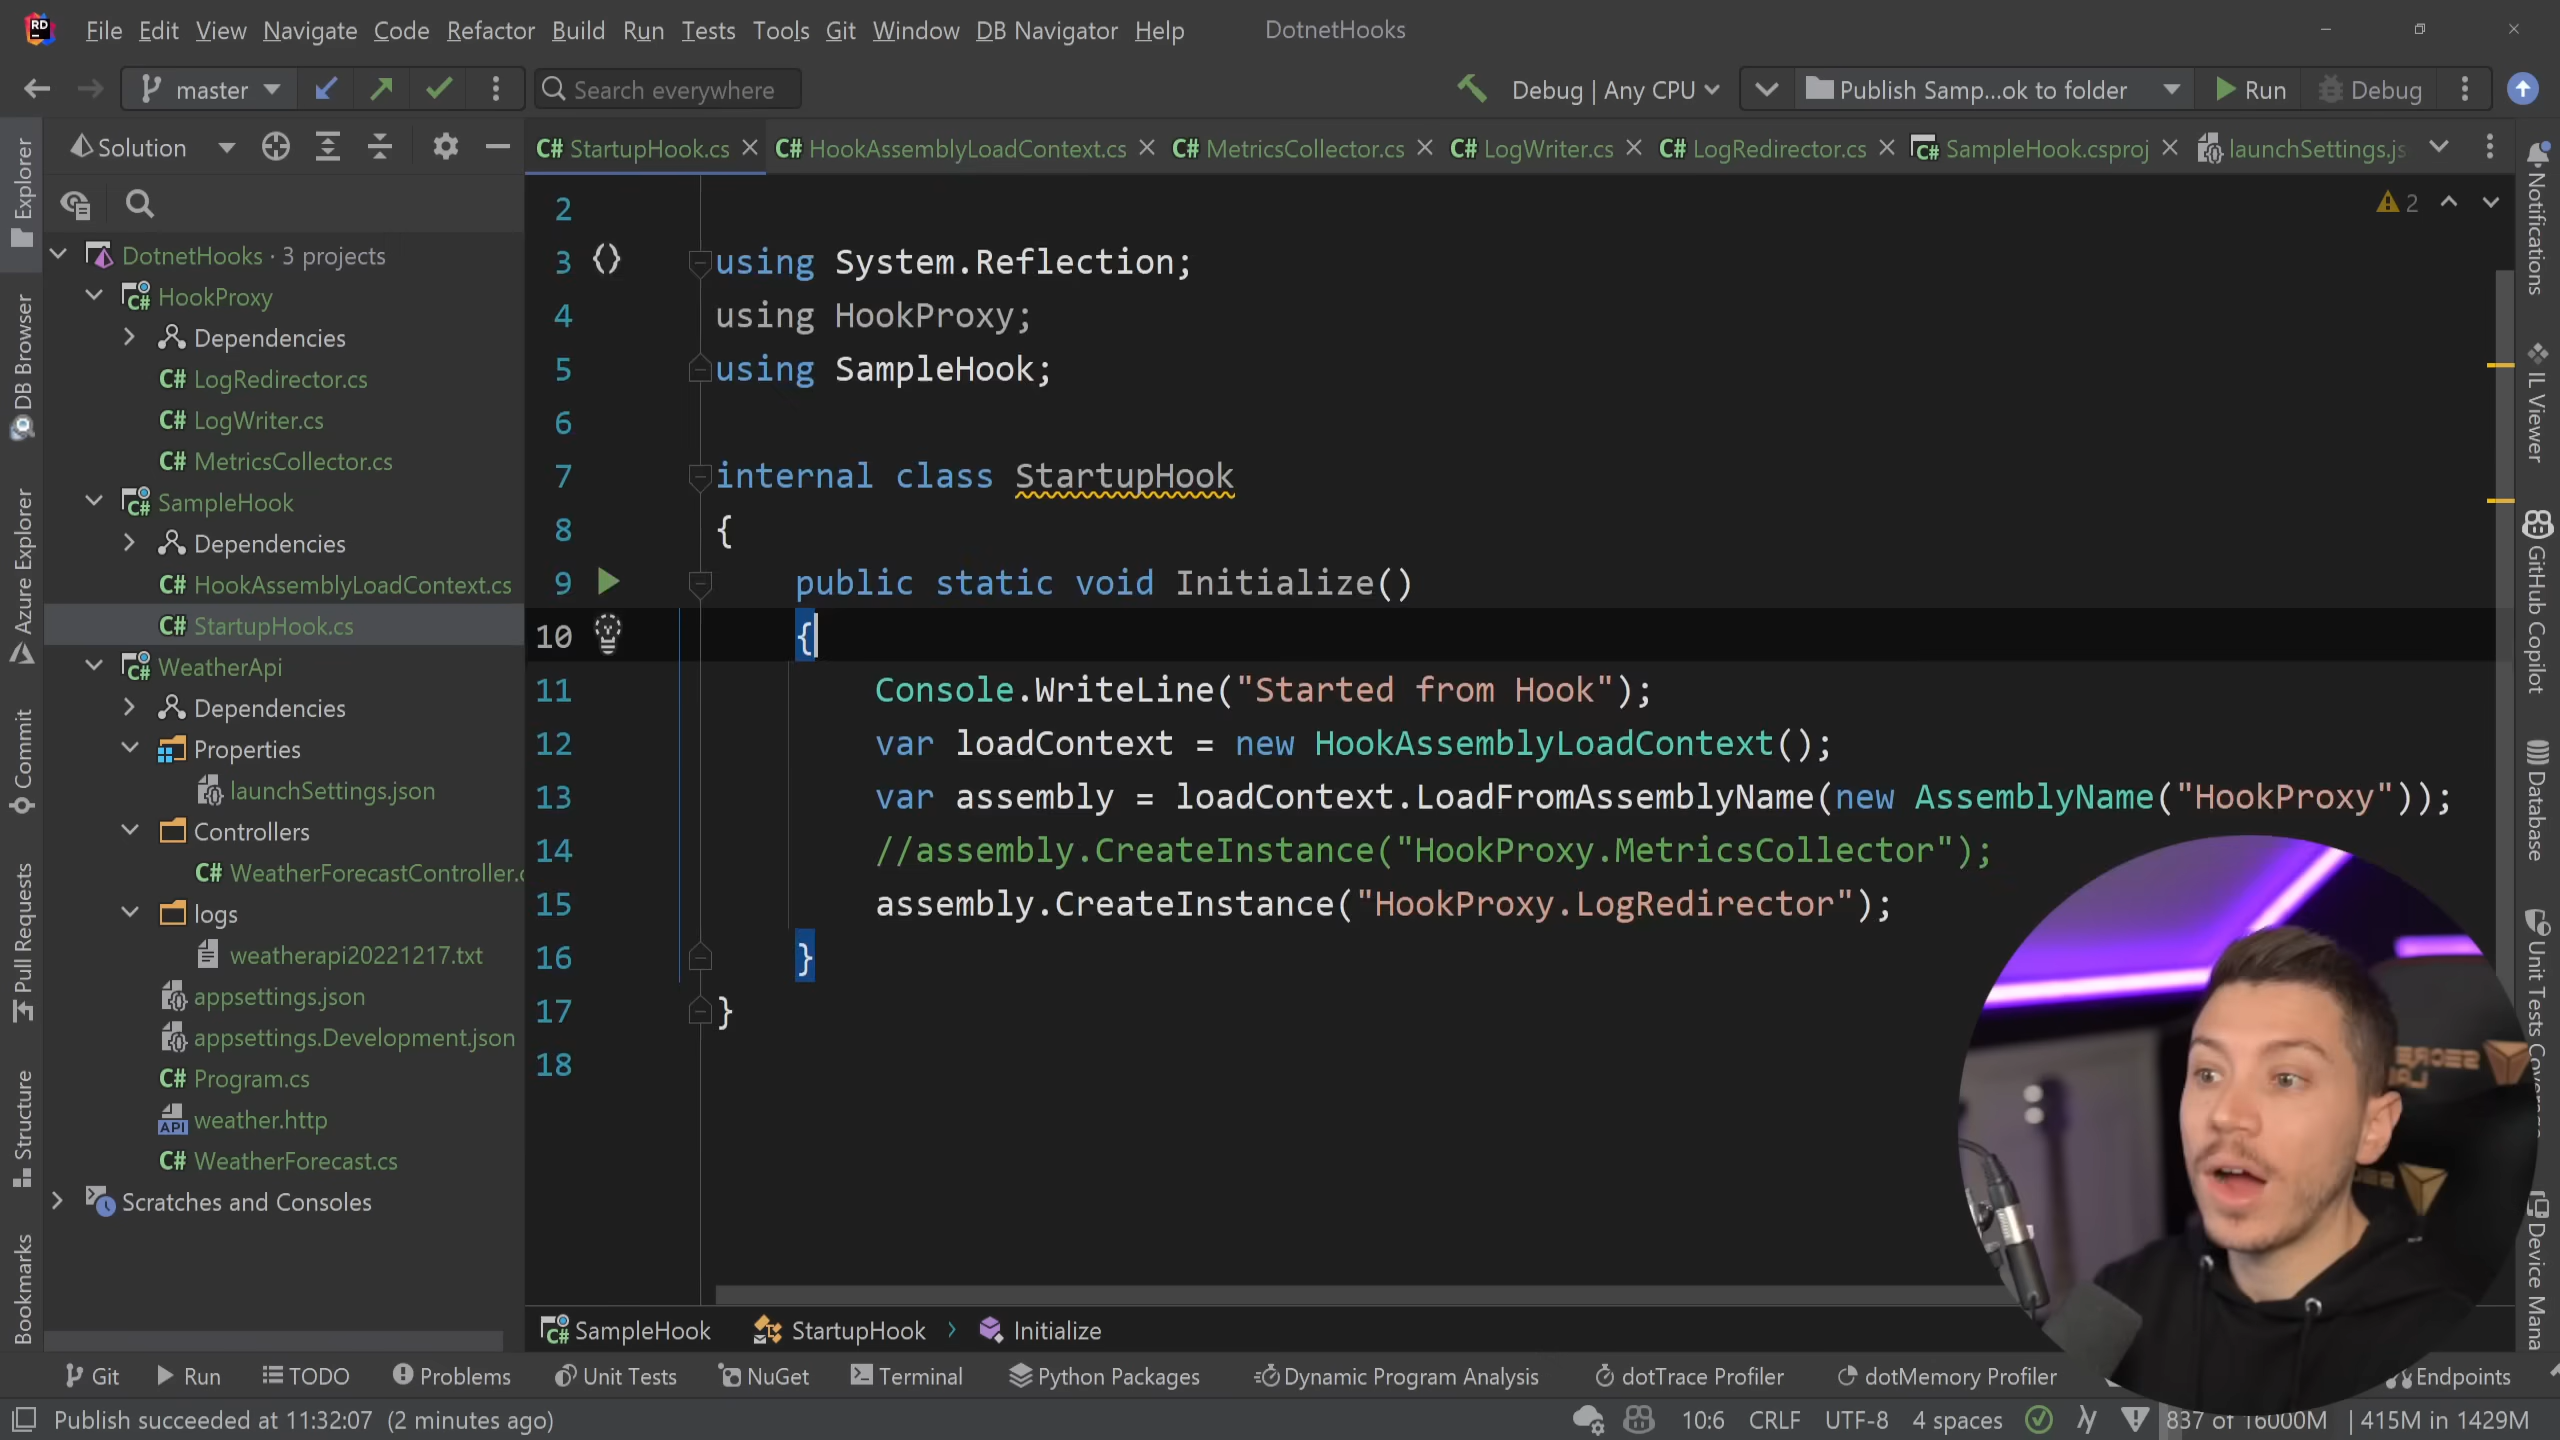 RD File Edit View Navigate Code Refactor Build Run Tests Tools Git Window DB Navigator Help DotnetHooks
master Search everywhere Debug | Any CPU Publish Samp...ok to folder Run Debug
Solution
C# StartupHook.cs C# HookAssemblyLoadContext.cs C# MetricsCollector.cs C# LogWriter.cs C# LogRedirector.cs C# SampleHook.csproj launchSettings.js
Explorer
DB Browser
Azure Explorer
Commit
Pull Requests
Structure
Bookmarks
DotnetHooks · 3 projects
C# HookProxy
Dependencies
C# LogRedirector.cs
C# LogWriter.cs
C# MetricsCollector.cs
C# SampleHook
Dependencies
C# HookAssemblyLoadContext.cs
C# StartupHook.cs
C# WeatherApi
Dependencies
Properties
launchSettings.json
Controllers
C# WeatherForecastController.c
logs
weatherapi20221217.txt
appsettings.json
appsettings.Development.json
C# Program.cs
API weather.http
C# WeatherForecast.cs
Scratches and Consoles
2
2
3 using System.Reflection;
4 using HookProxy;
5 using SampleHook;
6
7 internal class StartupHook
8 {
9 public static void Initialize()
10 {
11 Console.WriteLine("Started from Hook");
12 var loadContext = new HookAssemblyLoadContext();
13 var assembly = loadContext.LoadFromAssemblyName(new AssemblyName("HookProxy"));
14 //assembly.CreateInstance("HookProxy.MetricsCollector");
15 assembly.CreateInstance("HookProxy.LogRedirector");
16 }
17 }
18
Notifications
IL Viewer
GitHub Copilot
Database
Unit Tests
Device Mana
C# SampleHook StartupHook › Initialize
Git Run TODO Problems Unit Tests NuGet Terminal Python Packages Dynamic Program Analysis dotTrace Profiler dotMemory Profiler Endpoints
Publish succeeded at 11:32:07 (2 minutes ago) 10:6 CRLF UTF-8 4 spaces 837 of 16000M | 415M in 1429M